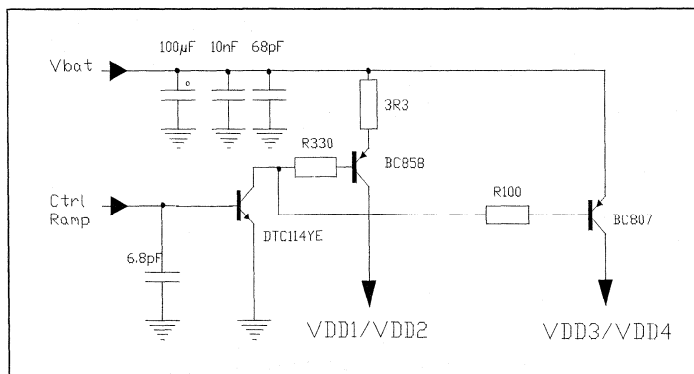 100µF 10nF 68pF
Vbat
3R3
R330
BC858
Ctrl
Ramp
R100
DTC114YE
BC807
6.8pF
VDD1/VDD2
VDD3/VDD4